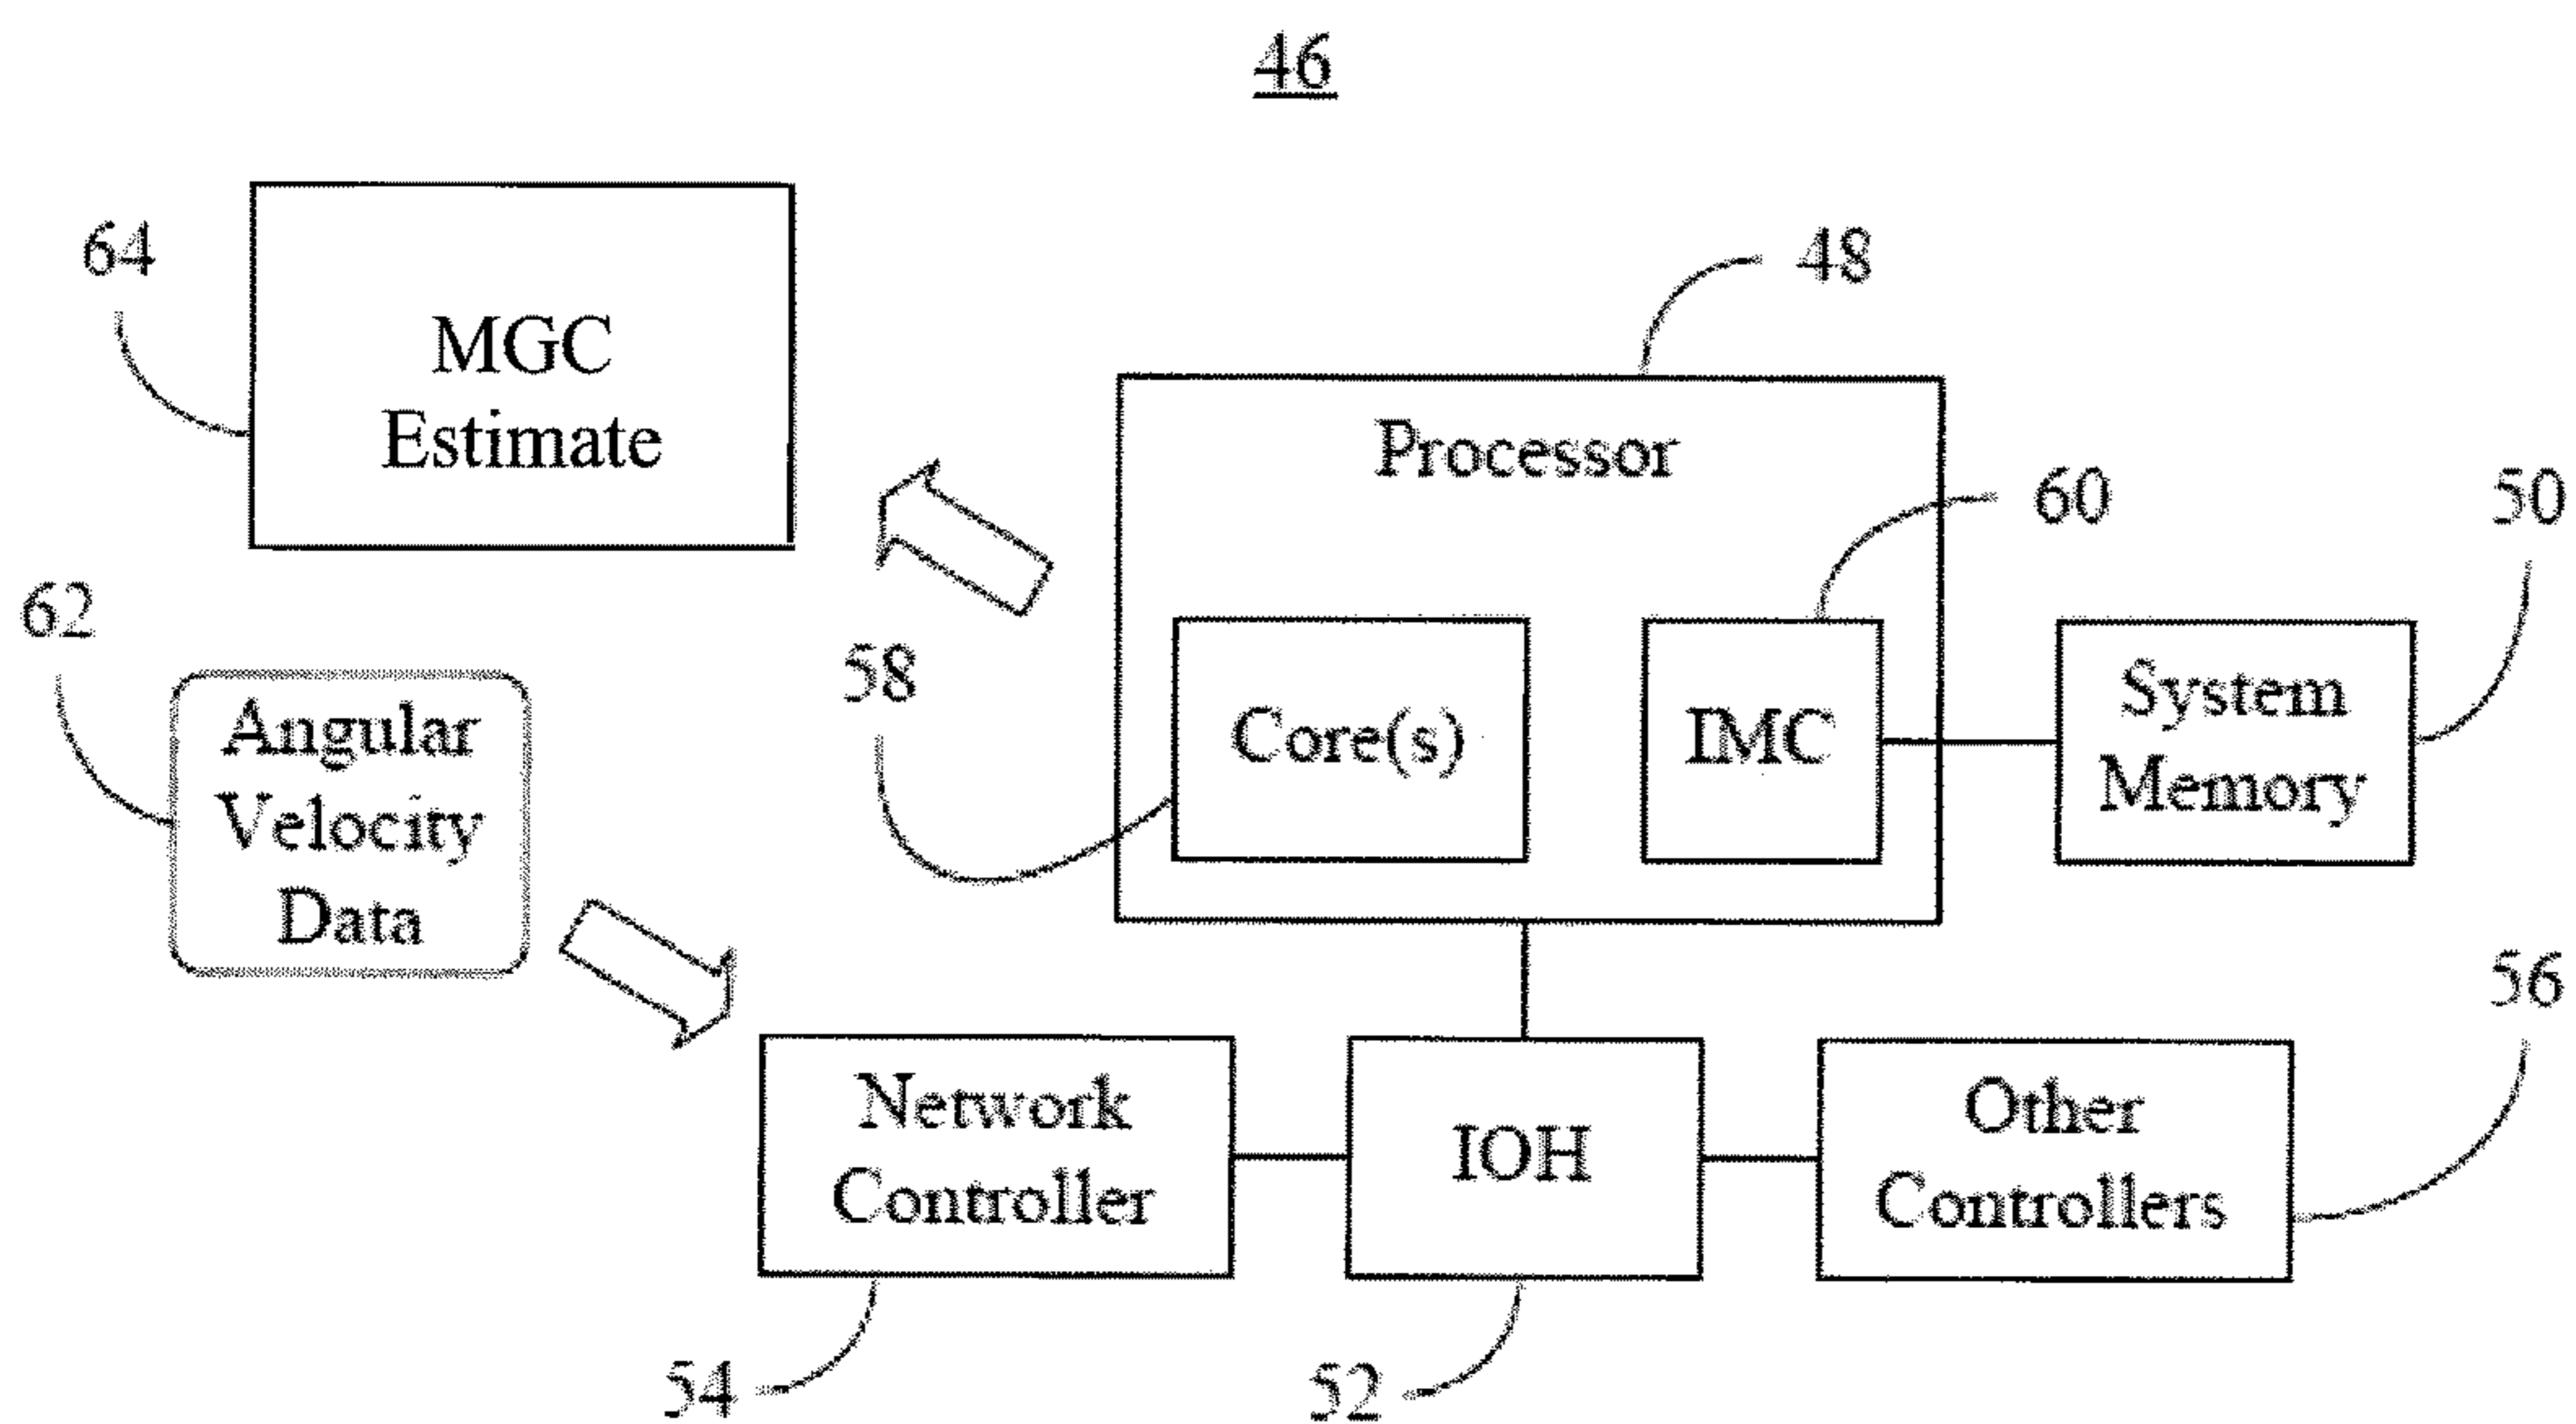 46
64
MGC
Estimate
48
Processor
60
50
62
Angular
Velocity
Data
58
Core(s)
IMC
System
Memory
56
Network
Controller
IOH
Other
Controllers
54
52